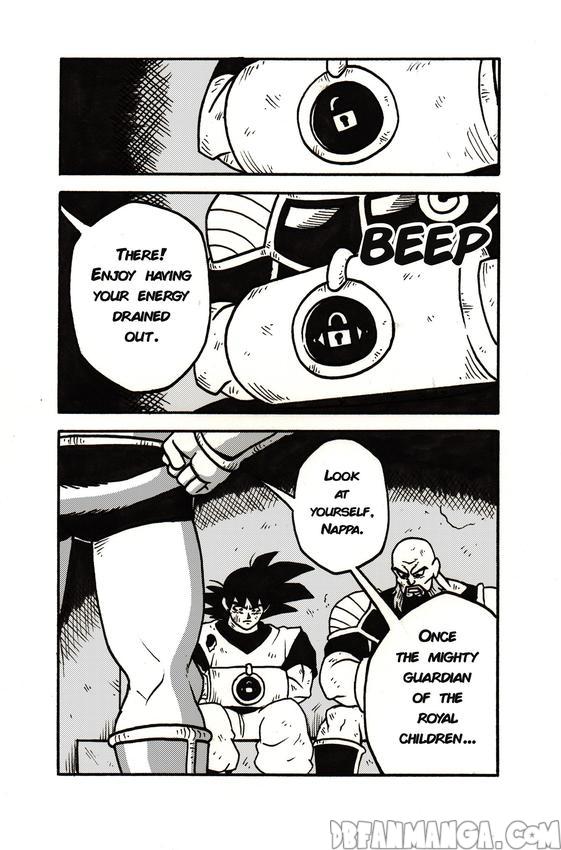 BEEP
THERE!
ENJOY HAVING
YOUR ENERGY
DRAINED
OUT.
LOOK
AT
YOURSELF,
NAPPA.
ONCE
THE MIGHTY
GUARDIAN
OF THE
ROYAL
CHILDREN...
DBFANMANGA.COM